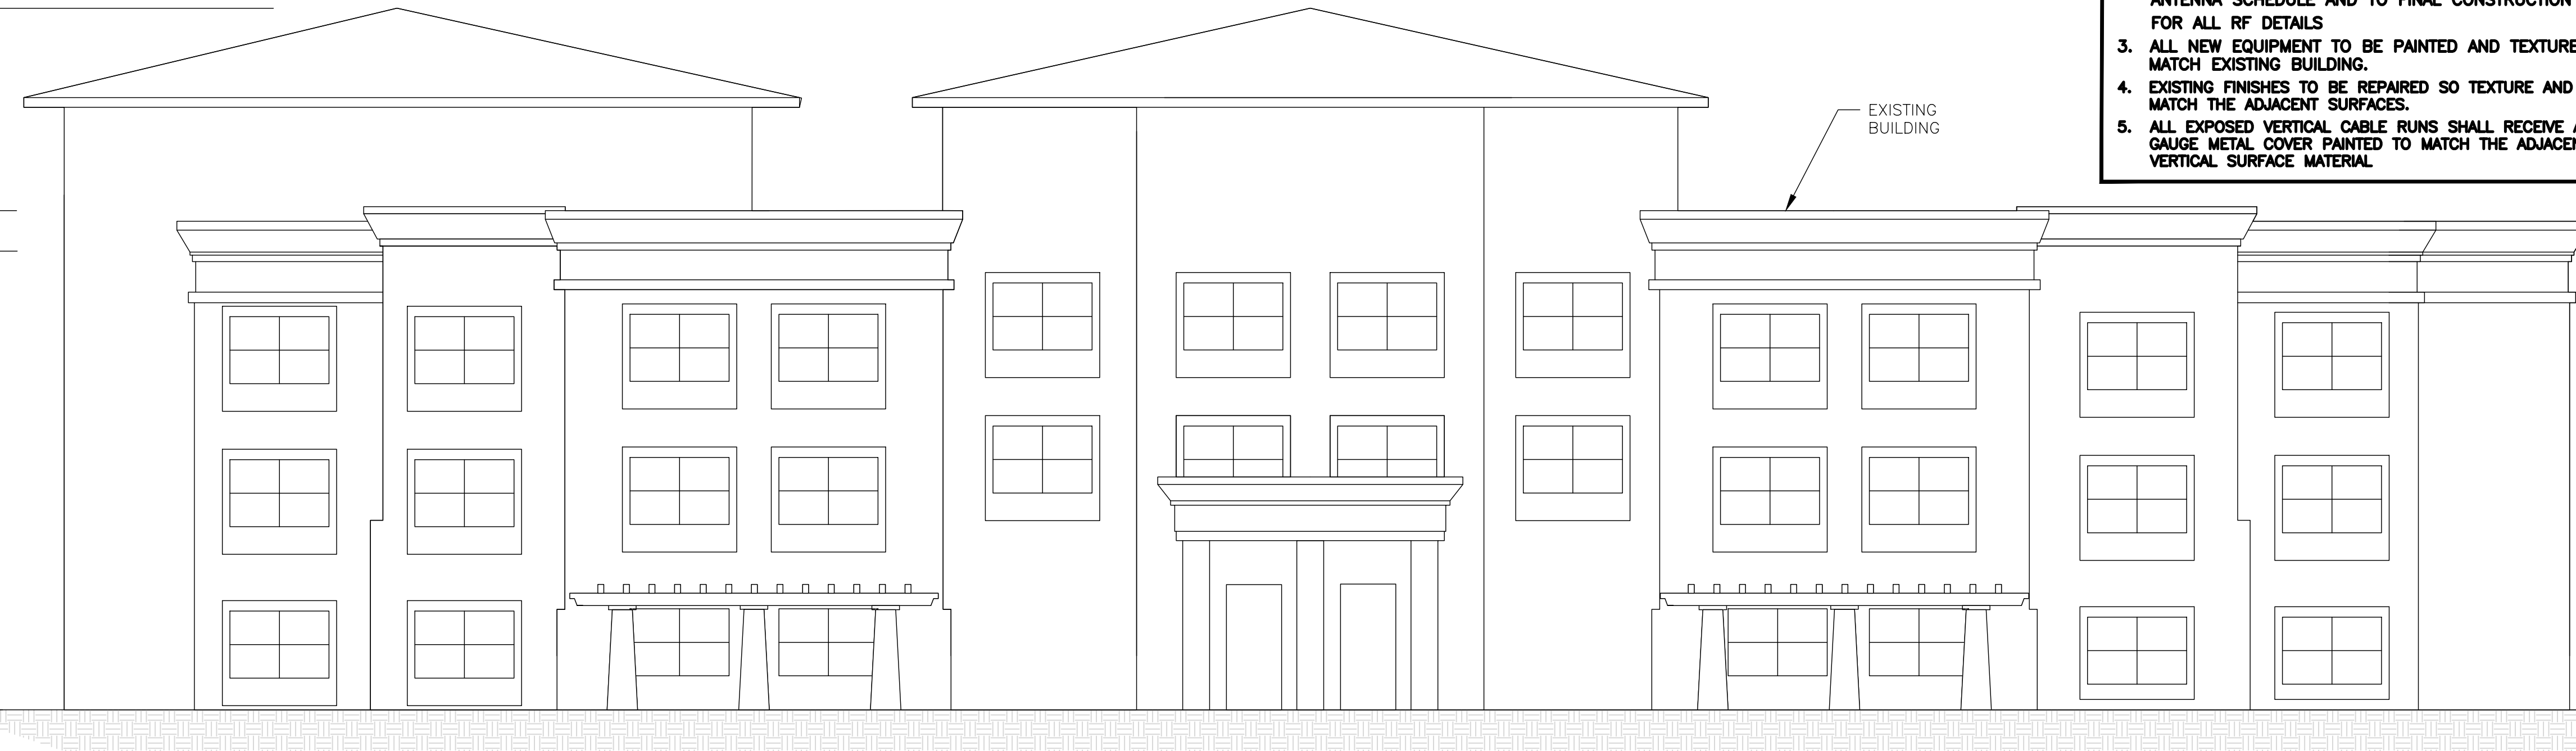 ANTENNA SCHEDULE AND TO FINAL CONSTRUCTION
FOR ALL RF DETAILS
3. ALL NEW EQUIPMENT TO BE PAINTED AND TEXTURE
MATCH EXISTING BUILDING.
4. EXISTING FINISHES TO BE REPAIRED SO TEXTURE AND
MATCH THE ADJACENT SURFACES.
5. ALL EXPOSED VERTICAL CABLE RUNS SHALL RECEIVE
GAUGE METAL COVER PAINTED TO MATCH THE ADJACEN
VERTICAL SURFACE MATERIAL
EXISTING
BUILDING